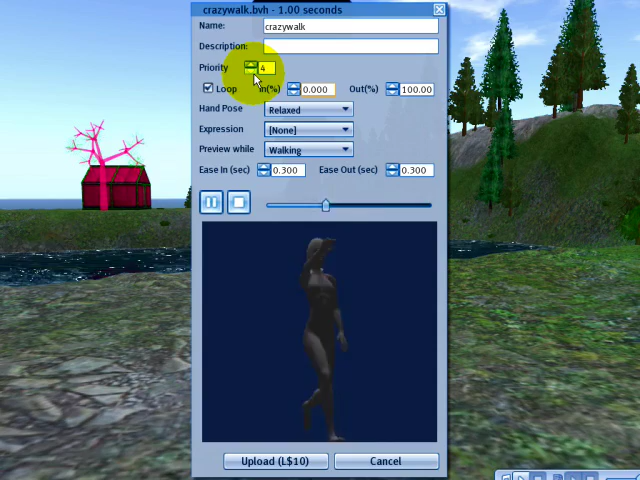 crazywalk.bvh - 1.00 seconds
Name: crazywalk
Description:
Priority 4
Loop In(%) 0.000 Out(%) 100.00
Hand Pose Relaxed
Expression [None]
Preview while Walking
Ease In (sec) 0.300 Ease Out (sec) 0.300
Upload (L$10) Cancel